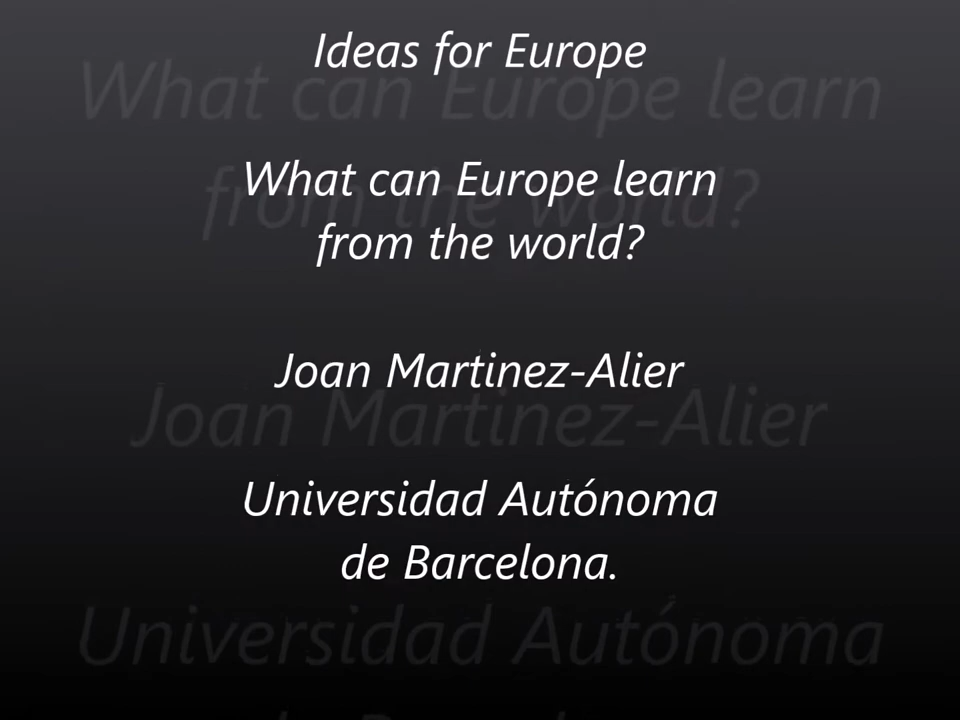 Ideas for Europe
What can Europe learn
from the world?
Joan Martinez-Alier
Universidad Autónoma
de Barcelona.